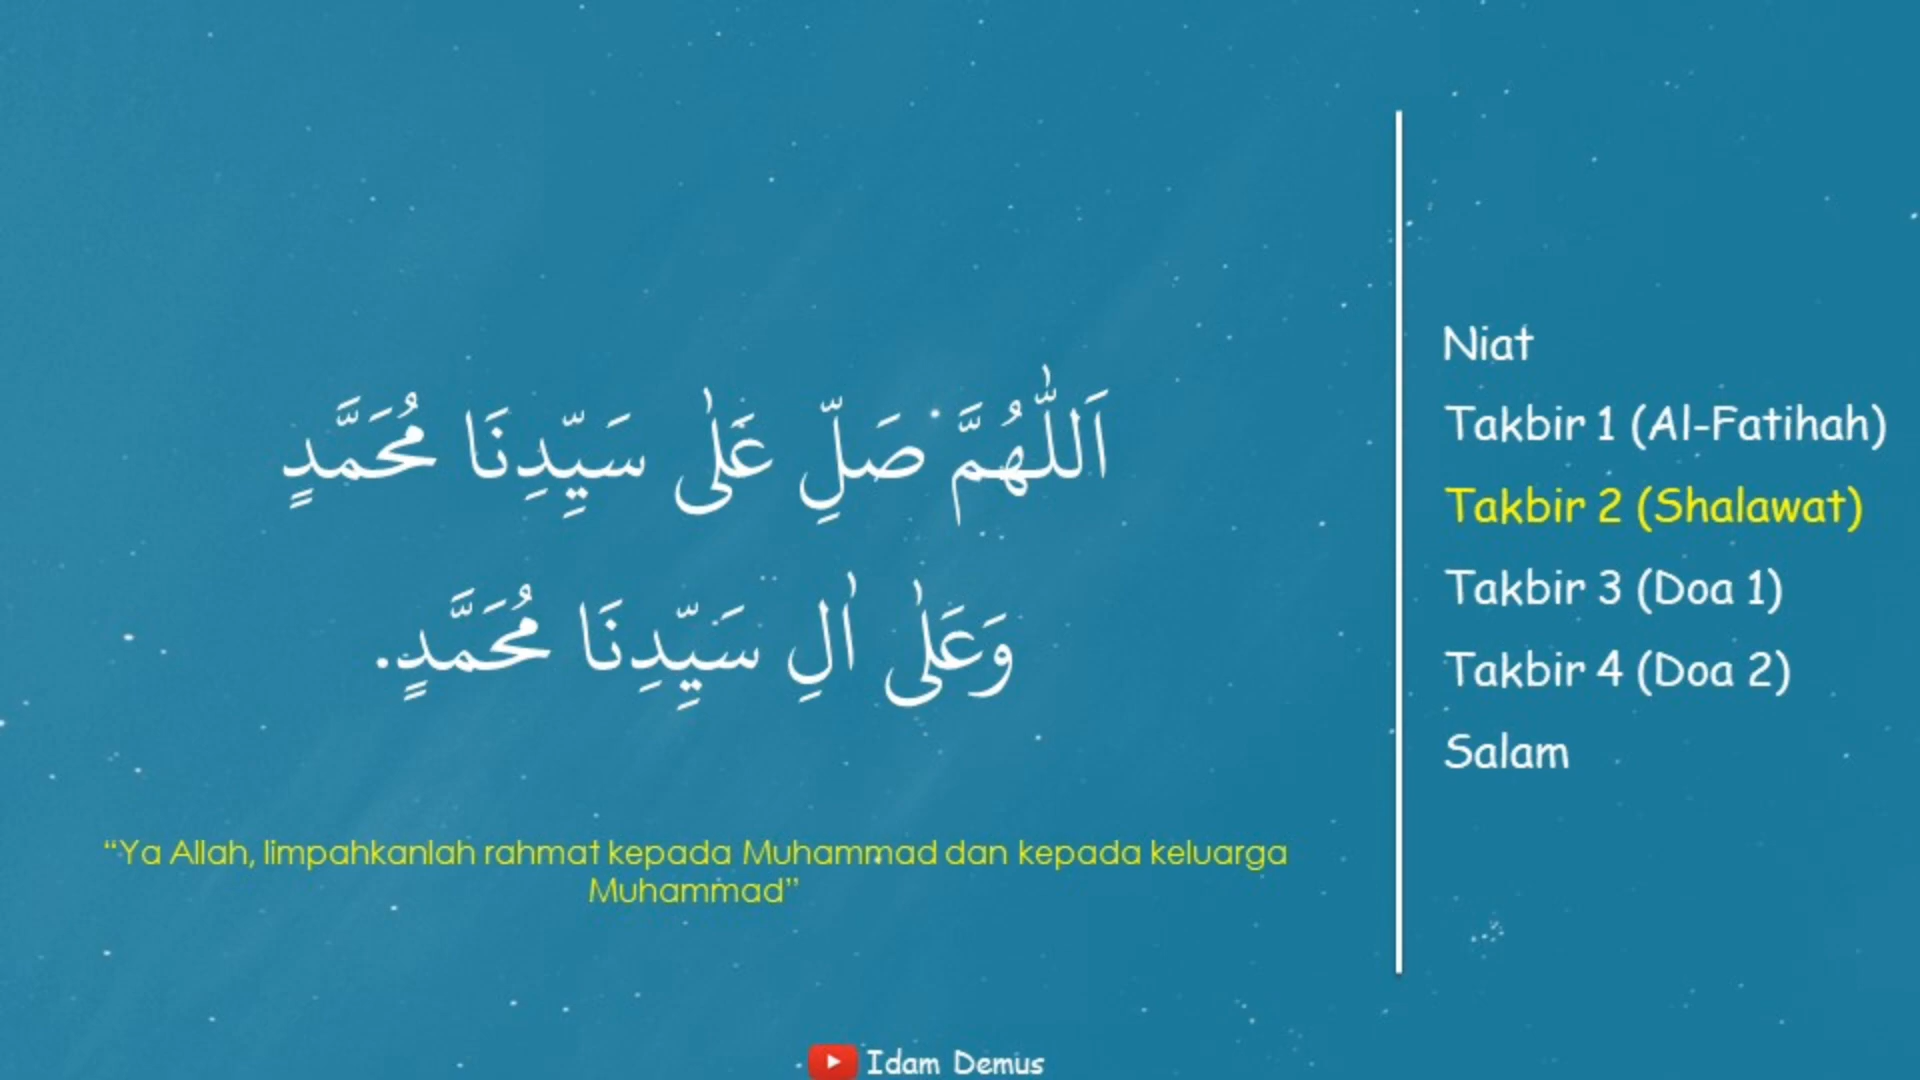 اَللّٰهُمَّ صَلِّ عَلٰى سَيِّدِنَا مُحَمَّدٍ
وَعَلٰى اٰلِ سَيِّدِنَا مُحَمَّدٍ.
“Ya Allah, limpahkanlah rahmat kepada Muhammad dan kepada keluarga
Muhammad”
Niat
Takbir 1 (Al-Fatihah)
Takbir 2 (Shalawat)
Takbir 3 (Doa 1)
Takbir 4 (Doa 2)
Salam
Idam Demus